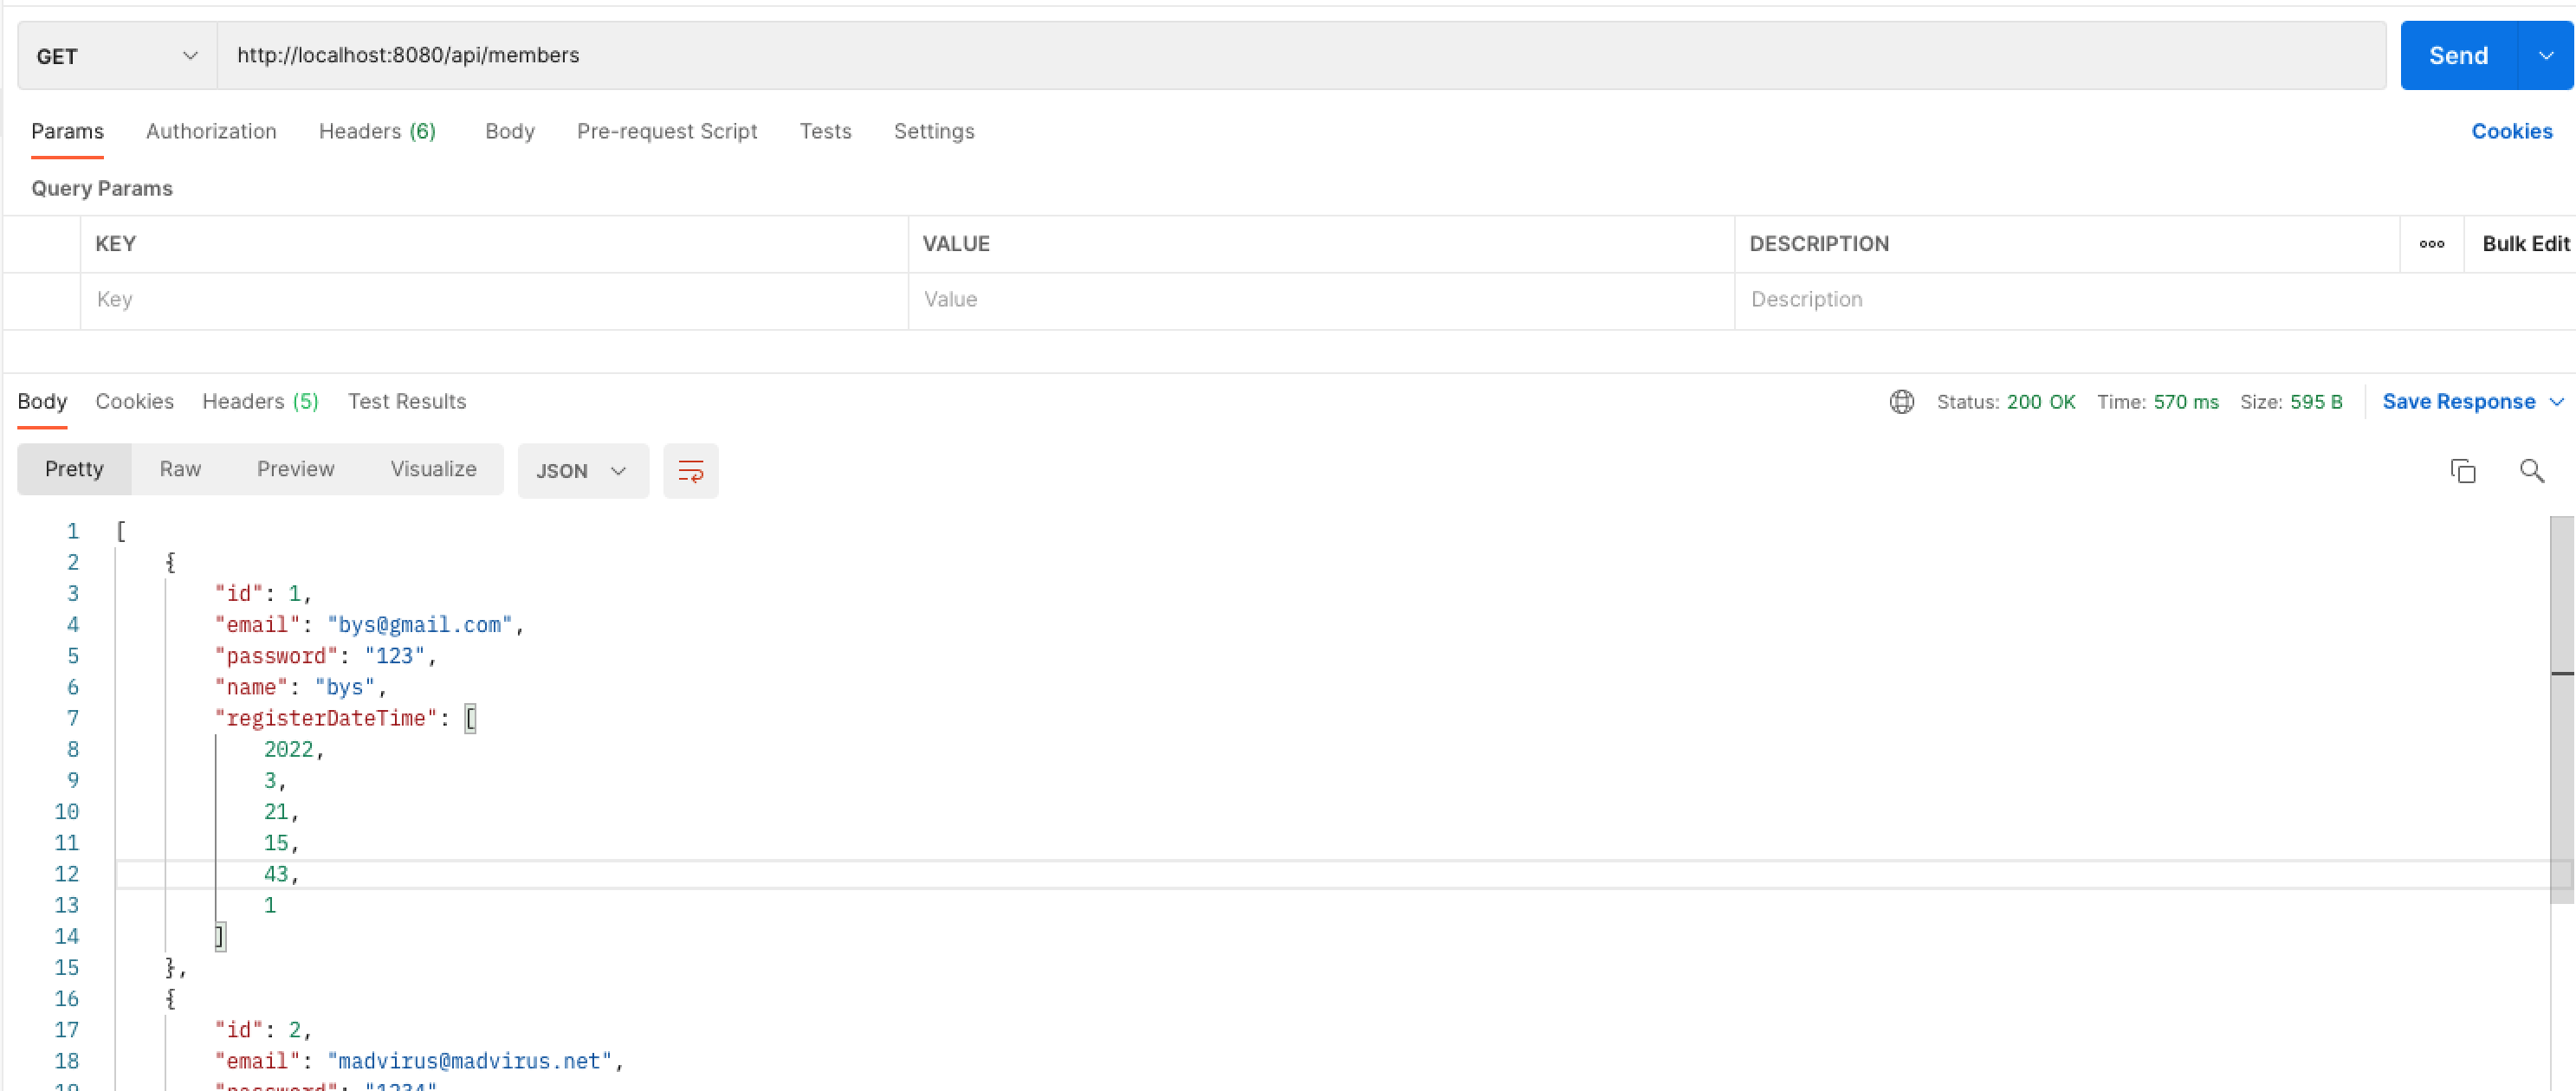 GET http://localhost:8080/api/members Send
Params Authorization Headers (6) Body Pre-request Script Tests Settings Cookies
Query Params
KEY VALUE DESCRIPTION ooo Bulk Edit
Key Value Description
Body Cookies Headers (5) Test Results Status: 200 OK Time: 570 ms Size: 595 B Save Response
Pretty Raw Preview Visualize JSON
1 [
2 {
3 "id": 1,
4 "email": "bys@gmail.com",
5 "password": "123",
6 "name": "bys",
7 "registerDateTime": [
8 2022,
9 3,
10 21,
11 15,
12 43,
13 1
14 ]
15 },
16 {
17 "id": 2,
18 "email": "madvirus@madvirus.net",
19 "password": "1234"